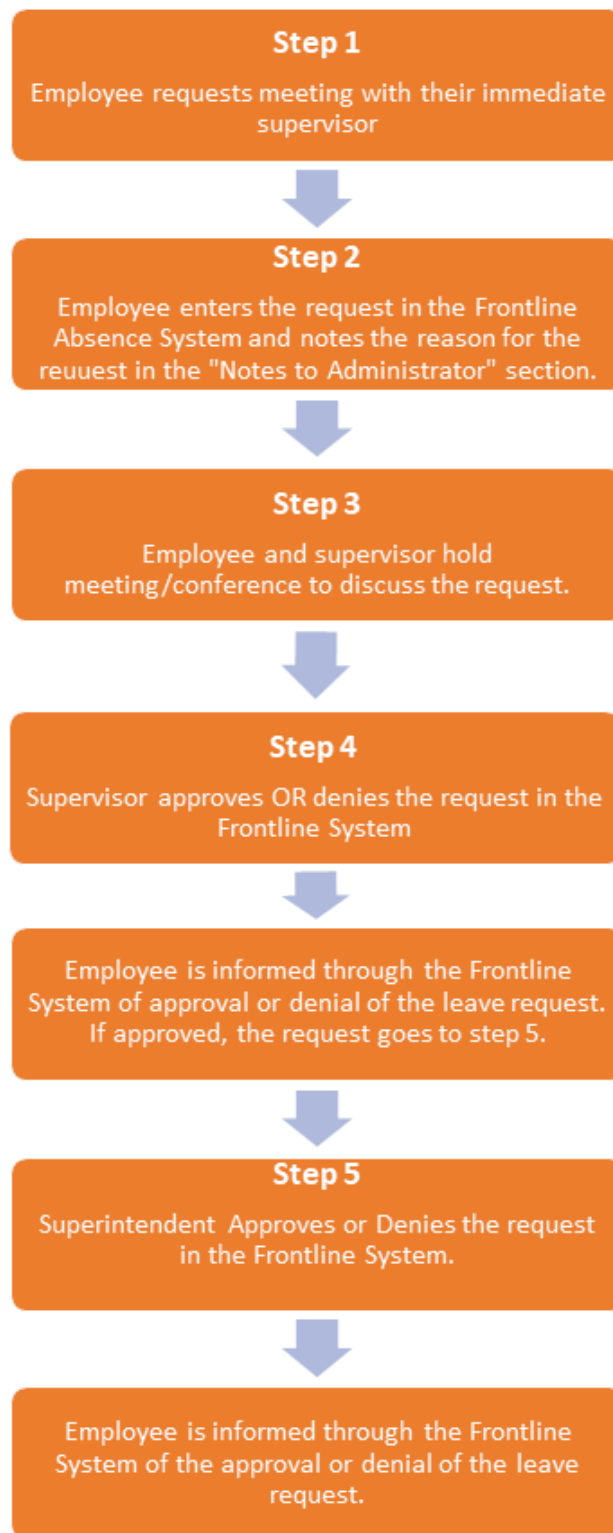 Step 1
Employee requests meeting with their immediate
supervisor
Step 2
Employee enters the request in the Frontline
Absence System and notes the reason for the
reuuest in the "Notes to Administrator" section.
Step 3
Employee and supervisor hold
meeting/conference to discuss the request.
Step 4
Supervisor approves OR denies the request in the
Frontline System
Employee is informed through the Frontline
System of approval or denial of the leave request.
If approved, the request goes to step 5.
Step 5
Superintendent Approves or Denies the request
in the Frontline System.
Employee is informed through the Frontline
System of the approval or denial of the leave
request.